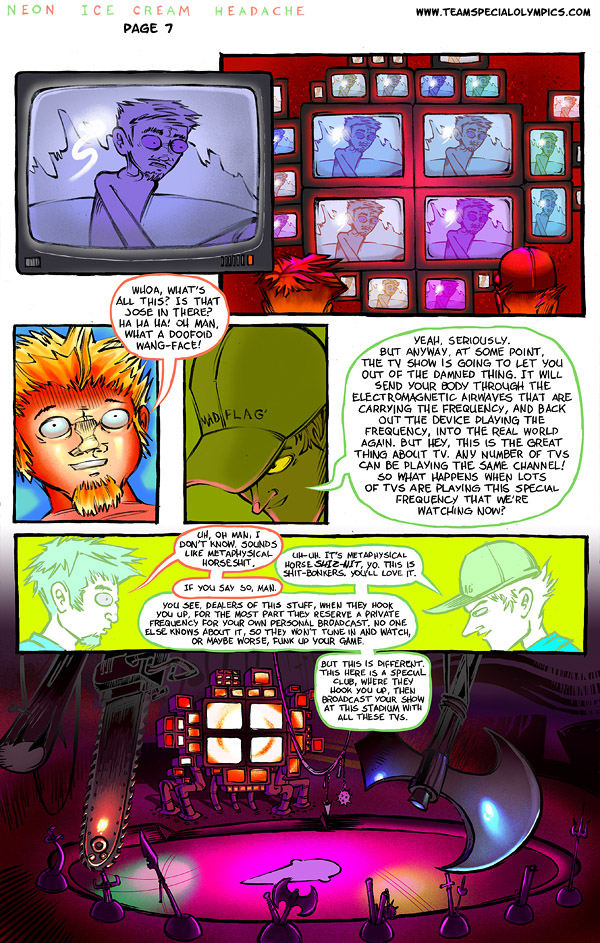 NEON ICE CREAM HEADACHE
WWW.TEAMSPECIALOLYMPICS.COM
PAGE 7
S
WHOA, WHAT'S
ALL THIS? IS THAT
JOSE IN THERE?
HA HA HA! OH MAN,
WHAT A DOOFOID
WANG-FACE!
MAD FLAG
YEAH, SERIOUSLY.
BUT ANYWAY, AT SOME POINT,
THE TV SHOW IS GOING TO LET YOU
OUT OF THE DAMNED THING. IT WILL
SEND YOUR BODY THROUGH THE
ELECTROMAGNETIC AIRWAVES THAT ARE
CARRYING THE FREQUENCY, AND BACK
OUT THE DEVICE PLAYING THE
FREQUENCY, INTO THE REAL WORLD
AGAIN. BUT HEY, THIS IS THE GREAT
THING ABOUT TV. ANY NUMBER OF TVS
CAN BE PLAYING THE SAME CHANNEL!
SO WHAT HAPPENS WHEN LOTS
OF TVS ARE PLAYING THIS SPECIAL
FREQUENCY THAT WE'RE
WATCHING NOW?
UH, OH MAN, I
DON'T KNOW. SOUNDS
LIKE METAPHYSICAL
HORSESHIT.
UH-UH. IT'S METAPHYSICAL
HORSE SHIZ-NIT, YO. THIS IS
SHIT-BONKERS. YOU'LL LOVE IT.
IF YOU SAY SO, MAN.
YOU SEE, DEALERS OF THIS STUFF, WHEN THEY HOOK
YOU UP, FOR THE MOST PART THEY RESERVE A PRIVATE
FREQUENCY FOR YOUR OWN PERSONAL BROADCAST. NO ONE
ELSE KNOWS ABOUT IT, SO THEY WON'T TUNE IN AND WATCH,
OR MAYBE WORSE, FUNK UP YOUR GAME.
BUT THIS IS DIFFERENT.
THIS HERE IS A SPECIAL
CLUB, WHERE THEY
HOOK YOU UP, THEN
BROADCAST YOUR SHOW
AT THIS STADIUM WITH
ALL THESE TVS.